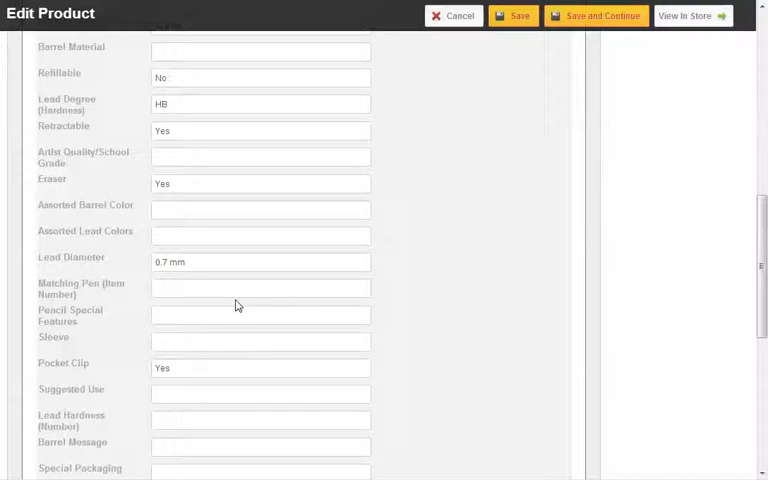 Edit Product
Cancel
Save
Save and Continue
View In Store
Barrel Material
Refillable
No
Lead Degree
(Hardness)
HB
Retractable
Yes
Artist Quality/School
Grade
Eraser
Yes
Assorted Barrel Color
Assorted Lead Colors
Lead Diameter
0.7 mm
Matching Pen (Item
Number)
Pencil Special
Features
Sleeve
Pocket Clip
Yes
Suggested Use
Lead Hardness
(Number)
Barrel Message
Special Packaging